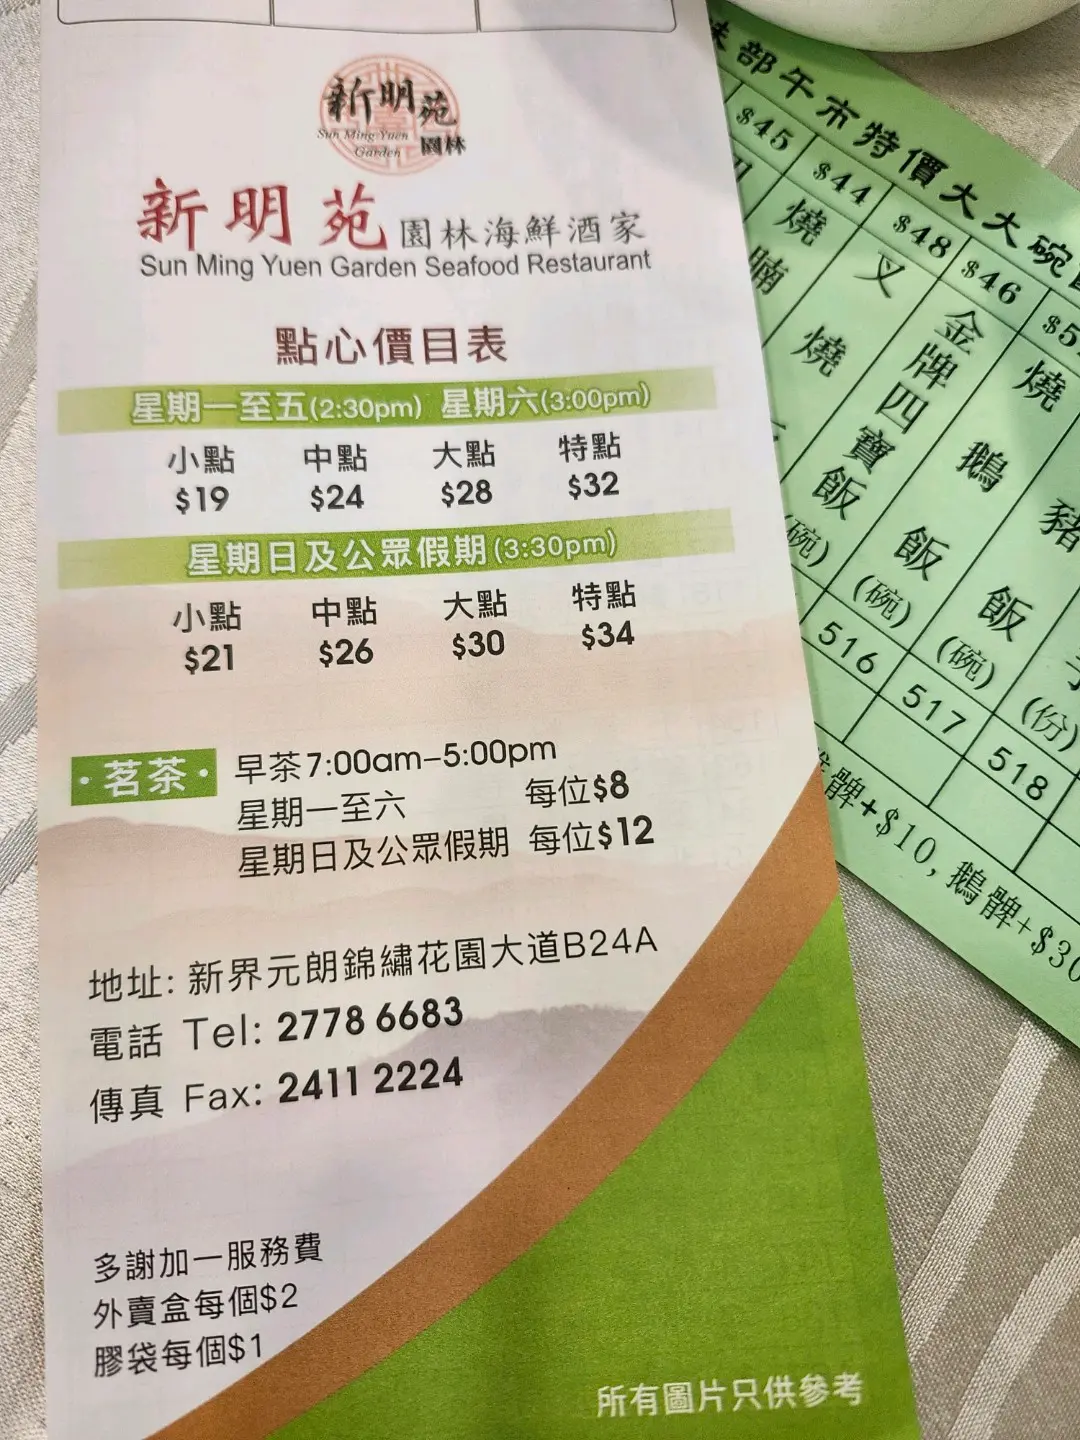 新明苑
Sun Ming Yuen
Garden
園林
新明苑 園林海鮮酒家
Sun Ming Yuen Garden Seafood Restaurant
點心價目表
星期一至五(2:30pm) 星期六(3:00pm)
小點 中點 大點 特點
$19 $24 $28 $32
星期日及公眾假期(3:30pm)
小點 中點 大點 特點
$21 $26 $30 $34
·茗茶· 早茶7:00am-5:00pm
星期一至六 每位$8
星期日及公眾假期 每位$12
地址: 新界元朗錦繡花園大道B24A
電話 Tel: 2778 6683
傳真 Fax: 2411 2224
多謝加一服務費
外賣盒每個$2
膠袋每個$1
所有圖片只供參考
部午市特價大大碗
$45 $44 $48 $46
燒
腩
燒
叉
飯
(碗)
516
金牌四寶飯
(碗)
517
鵝
飯
(碗)
518
燒
豬
飯
(份)
髀+$10, 鵝髀+$30